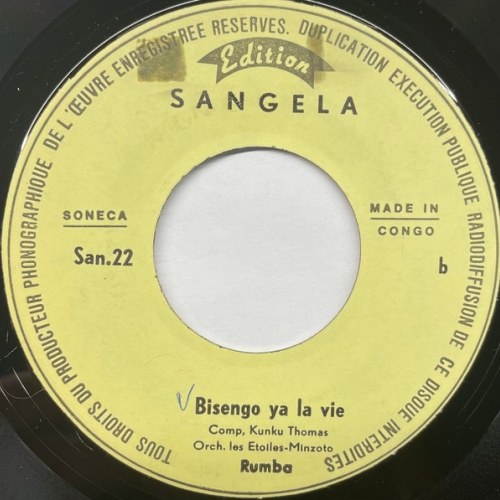 TOUS DROITS DU PRODUCTEUR PHONOGRAPHIQUE DE L'ŒUVRE ENREGISTREE RESERVES. DUPLICATION EXECUTION PUBLIQUE RADIODIFFUSION DE CE DISQUE INTERDITES
Edition
SANGELA
SONECA
San.22
MADE IN
CONGO
b
Bisengo ya la vie
Comp, Kunku Thomas
Orch. les Etoiles-Minzoto
Rumba